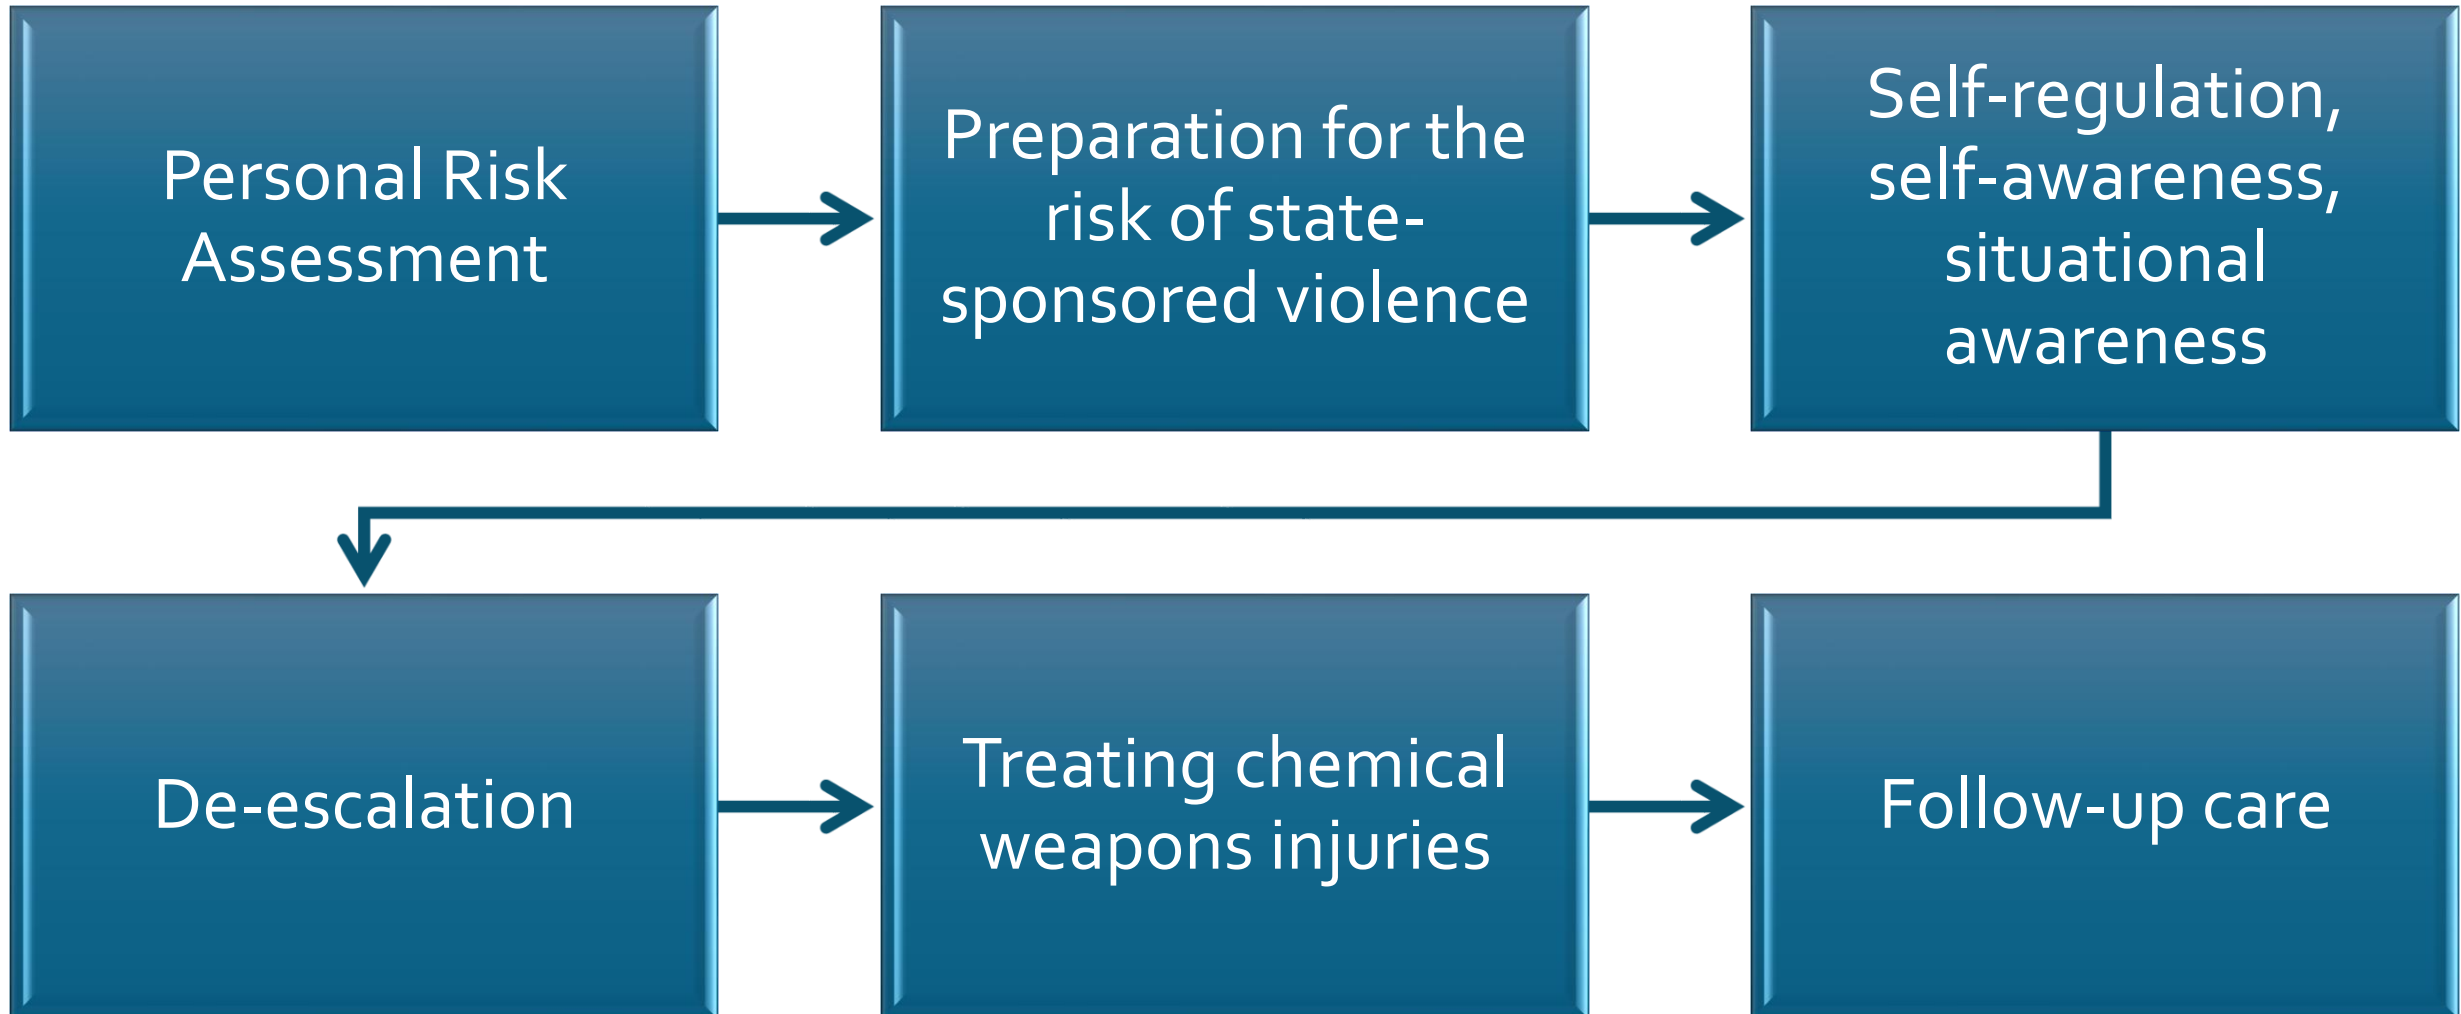 Personal Risk
Assessment
Preparation for the
risk of state-
sponsored violence
Self-regulation,
self-awareness,
situational
awareness
De-escalation
Treating chemical
weapons injuries
Follow-up care